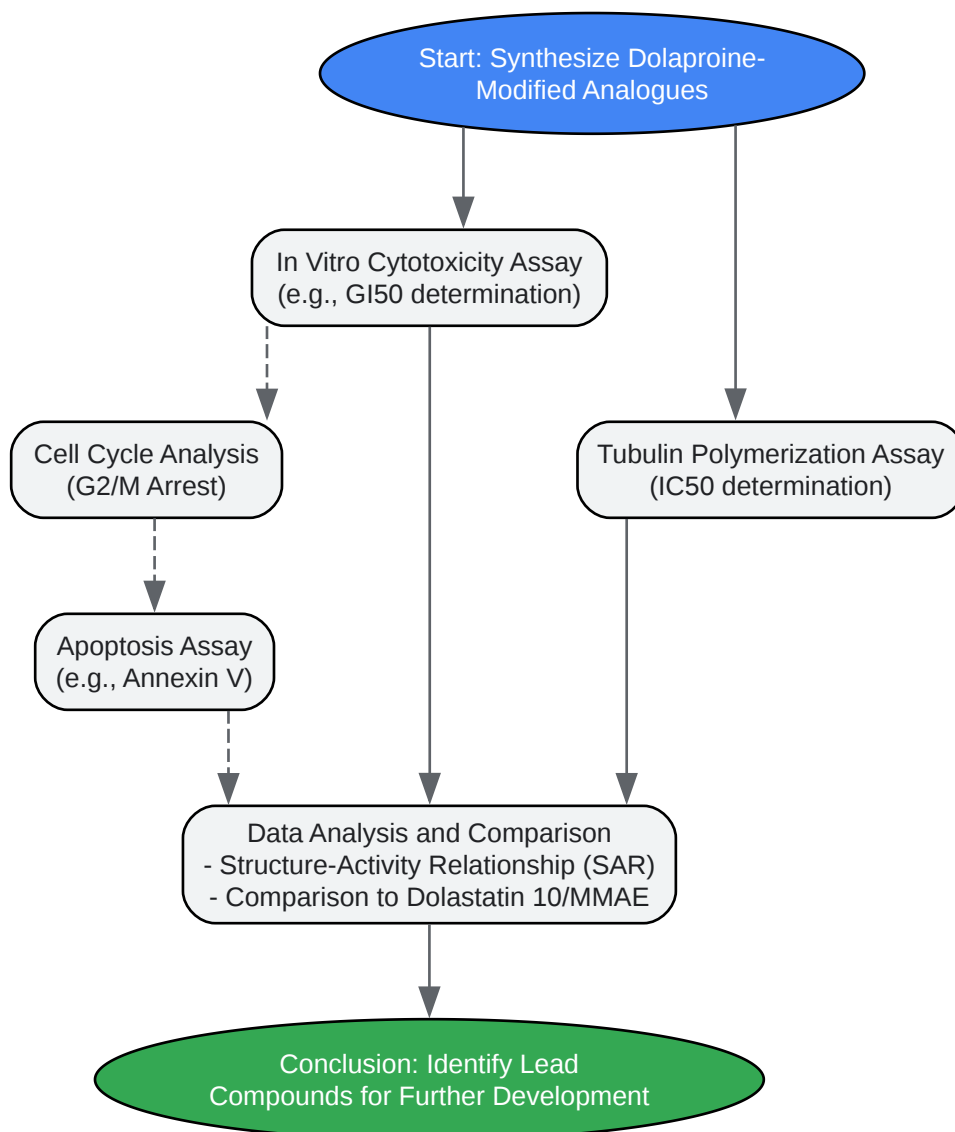 Start: Synthesize Dolaproine-
Modified Analogues
In Vitro Cytotoxicity Assay
(e.g., GI50 determination)
Cell Cycle Analysis
(G2/M Arrest)
Tubulin Polymerization Assay
(IC50 determination)
Apoptosis Assay
(e.g., Annexin V)
Data Analysis and Comparison
- Structure-Activity Relationship (SAR)
- Comparison to Dolastatin 10/MMAE
Conclusion: Identify Lead
Compounds for Further Development